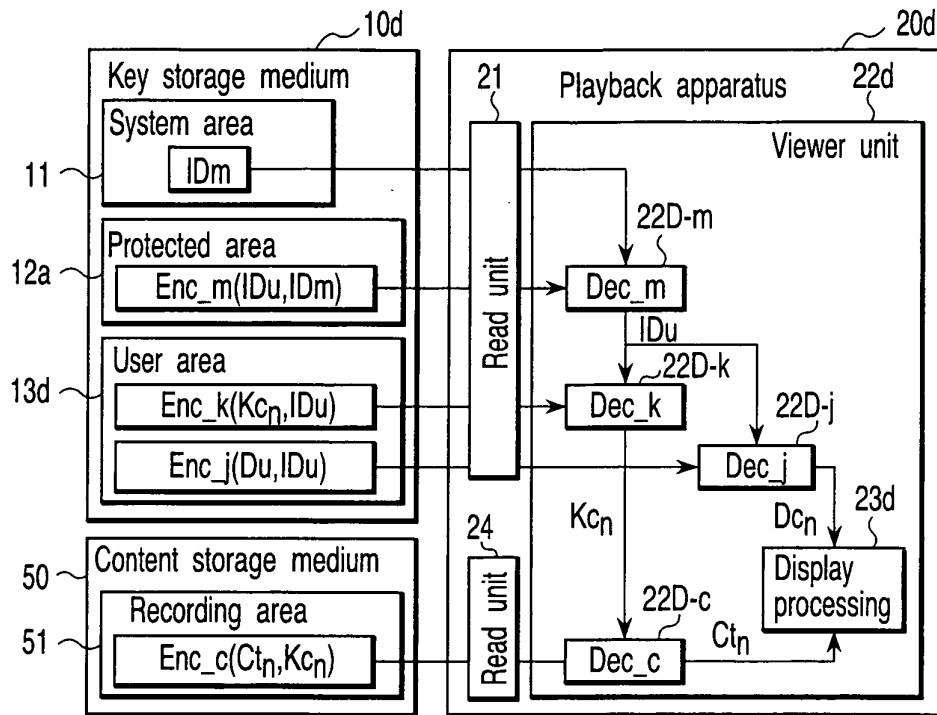 10d
20d
Key storage medium
21
Playback apparatus
22d
System area
Viewer unit
IDm
11
22D-m
Protected area
12a
Enc_m(IDu,IDm)
Read unit
Dec_m
IDu
User area
22D-k
13d
Enc_k(Kcn,IDu)
Dec_k
22D-j
Enc_j(Du,IDu)
Dec_j
Kcn
Dcn
23d
24
50
Content storage medium
Display
processing
Recording area
Read unit
22D-c
51
Enc_c(Ctn,Kcn)
Dec_c
Ctn